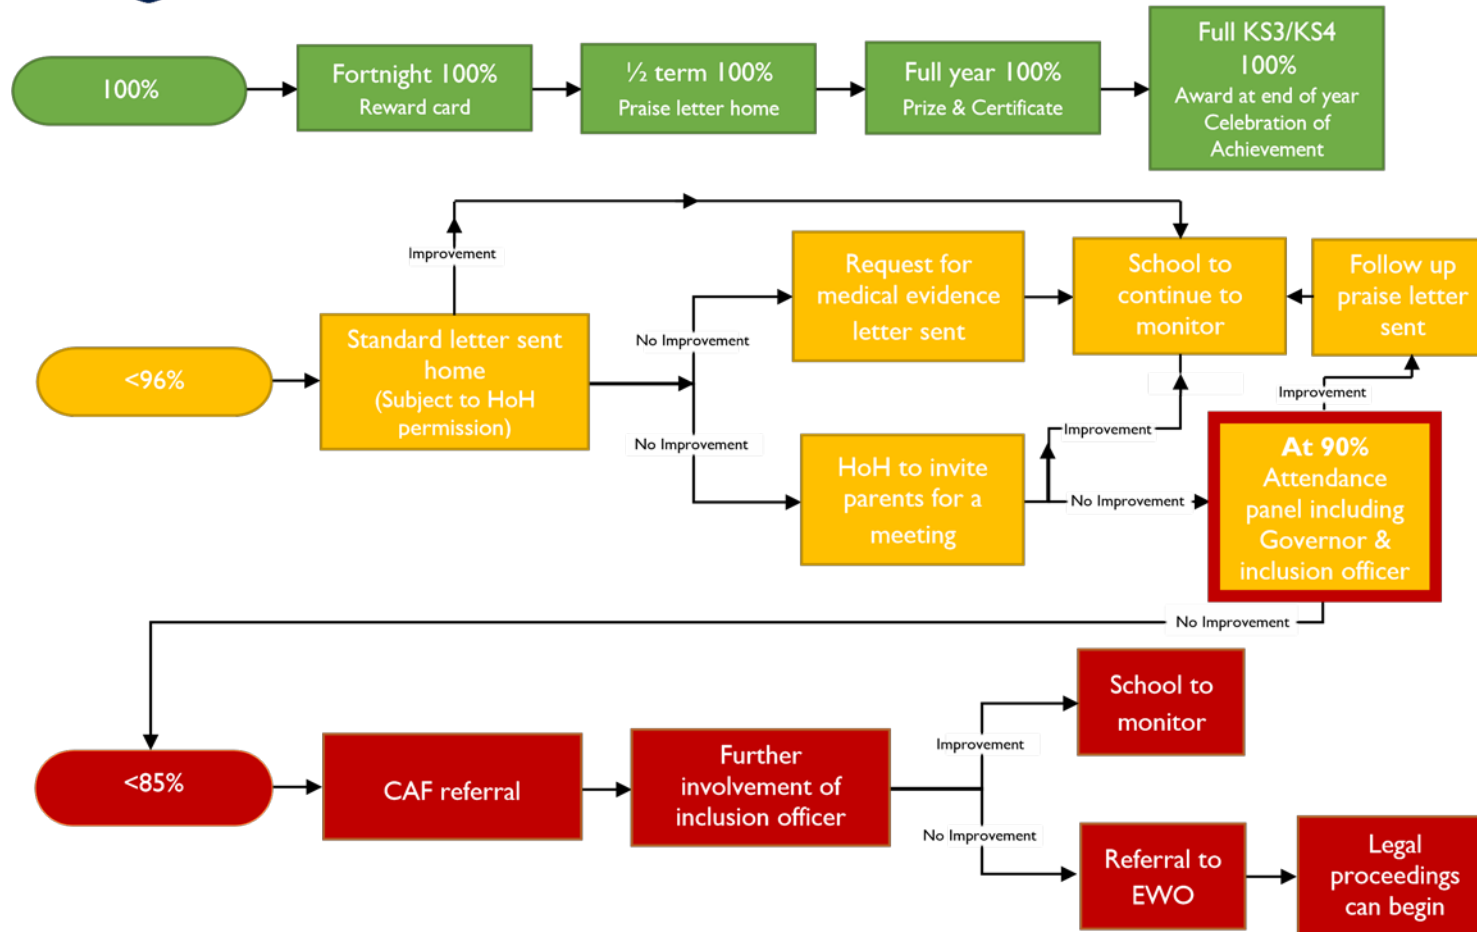 100%
Fortnight 100%
Reward card
½ term 100%
Praise letter home
Full year 100%
Prize & Certificate
Full KS3/KS4
100%
Award at end of year
Celebration of
Achievement
<96%
Standard letter sent
home
(Subject to HoH
permission)
Improvement
No Improvement
No Improvement
Request for
medical evidence
letter sent
HoH to invite
parents for a
meeting
School to
continue to
monitor
Improvement
No Improvement
Follow up
praise letter
sent
Improvement
At 90%
Attendance
panel including
Governor &
inclusion officer
No Improvement
<85%
CAF referral
Further
involvement of
inclusion officer
Improvement
No Improvement
School to
monitor
Referral to
EWO
Legal
proceedings
can begin